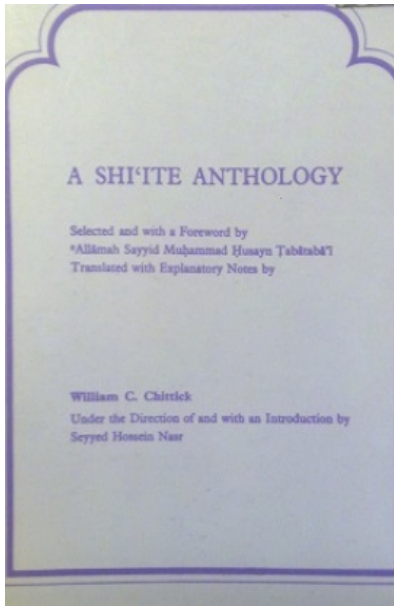 A SHI‘ITE ANTHOLOGY
Selected and with a Foreword by
‘Allāmah Sayyid Muḥammad Ḥusayn Ṭabāṭabā’ī
Translated with Explanatory Notes by
William C. Chittick
Under the Direction of and with an Introduction by
Seyyed Hossein Nasr